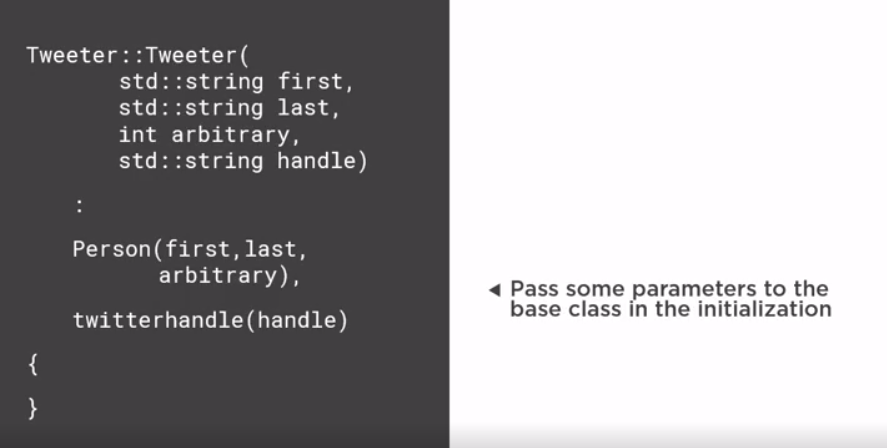 Tweeter::Tweeter(
std::string first,
std::string last,
int arbitrary,
std::string handle)
:
Person(first,last,
arbitrary),
twitterhandle(handle)
{
}
◄ Pass some parameters to the
base class in the initialization